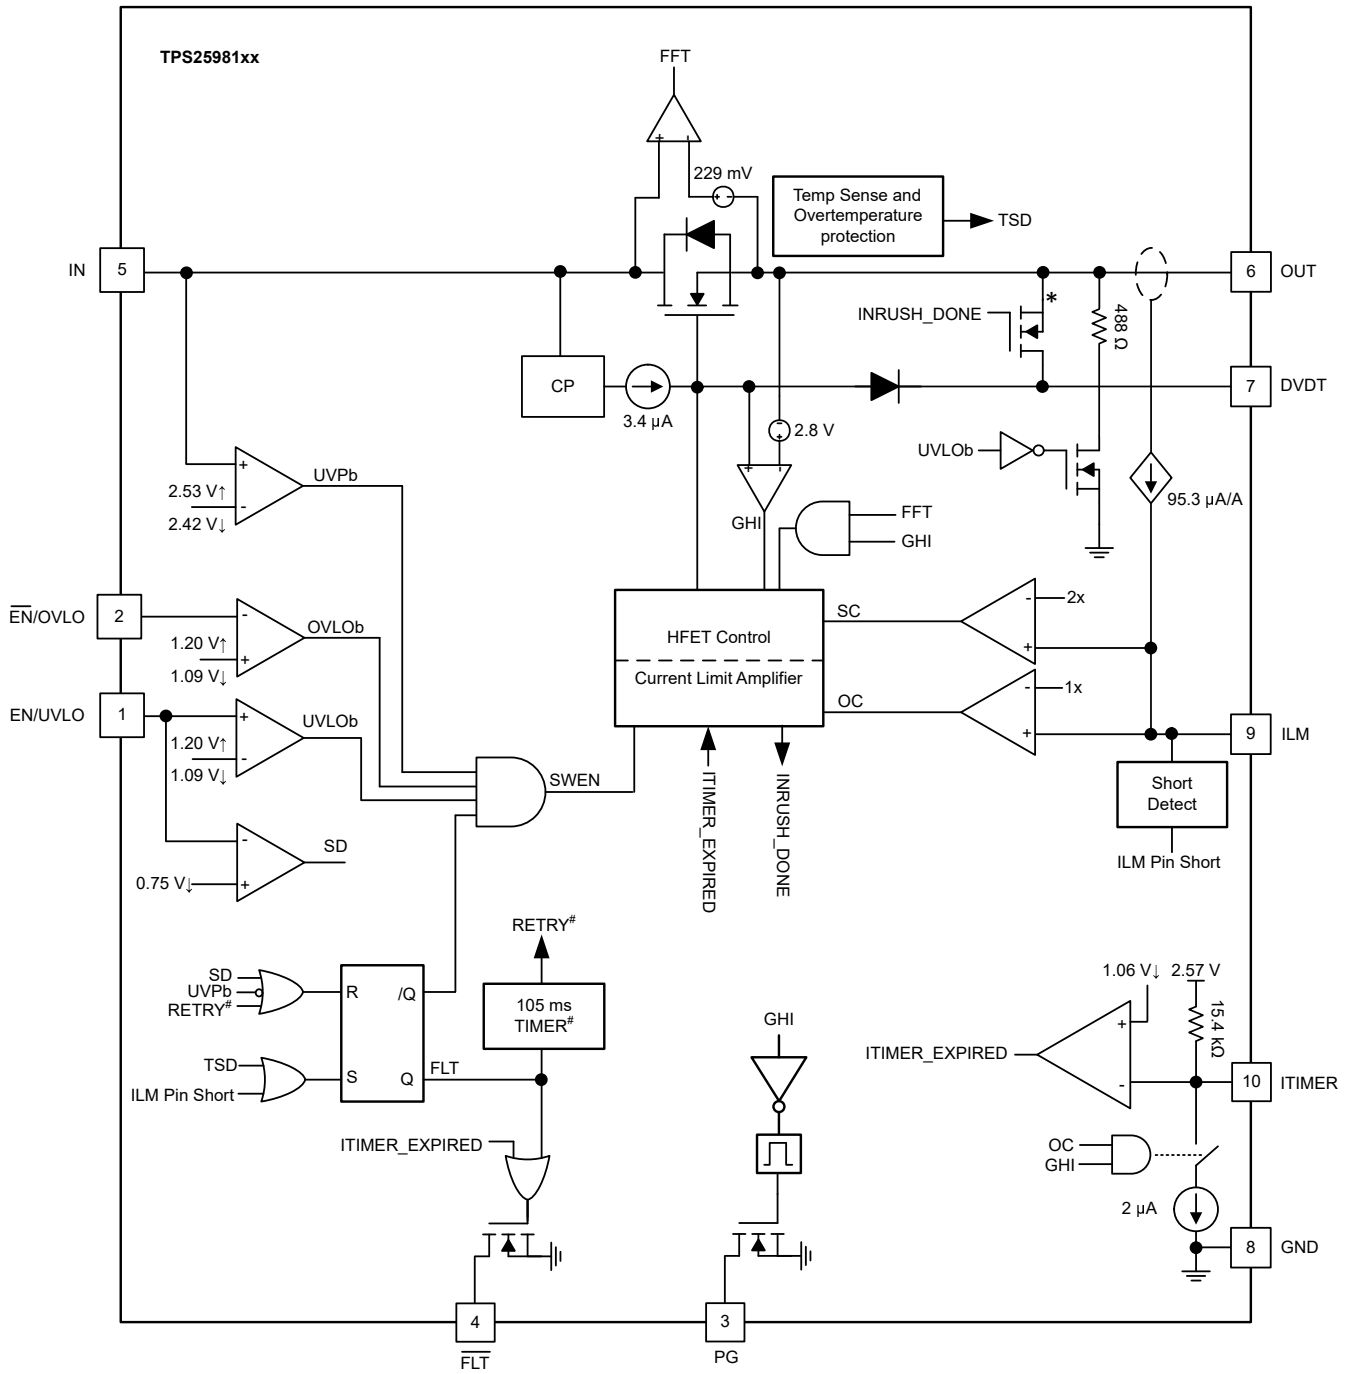 TPS25981xx
FFT
+
-
229 mV
+
-
Temp Sense and
Overtemperature
protection
TSD
IN
5
6
OUT
INRUSH_DONE
*
488 Ω
CP
3.4 µA
7
DVDT
2.8 V
-
+
UVLOb
+
-
GHI
FFT
GHI
95.3 µA/A
+
2.53 V↑
-
2.42 V↓
UVPb
EN/OVLO
2
-
1.20 V↑
+
1.09 V↓
OVLOb
EN/UVLO
1
+
1.20 V↑
-
1.09 V↓
UVLOb
HFET Control
Current Limit Amplifier
SC
-
2x
+
OC
-
1x
+
9
ILM
Short
Detect
ILM Pin Short
SWEN
ITIMER_EXPIRED
INRUSH_DONE
-
SD
0.75 V↓
+
RETRY#
105 ms
TIMER#
SD
UVPb
RETRY#
R
/Q
TSD
ILM Pin Short
S
Q
FLT
ITIMER_EXPIRED
4
FLT
GHI
3
PG
1.06 V↓
2.57 V
15.4 kΩ
+
-
ITIMER_EXPIRED
10
ITIMER
OC
GHI
2 µA
8
GND